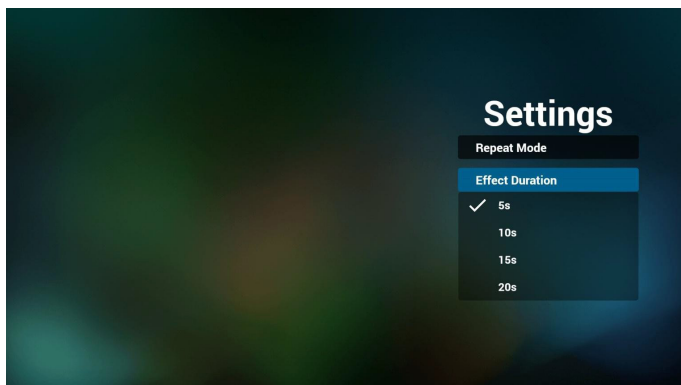 Settings
Repeat Mode
Effect Duration
5s
10s
15s
20s